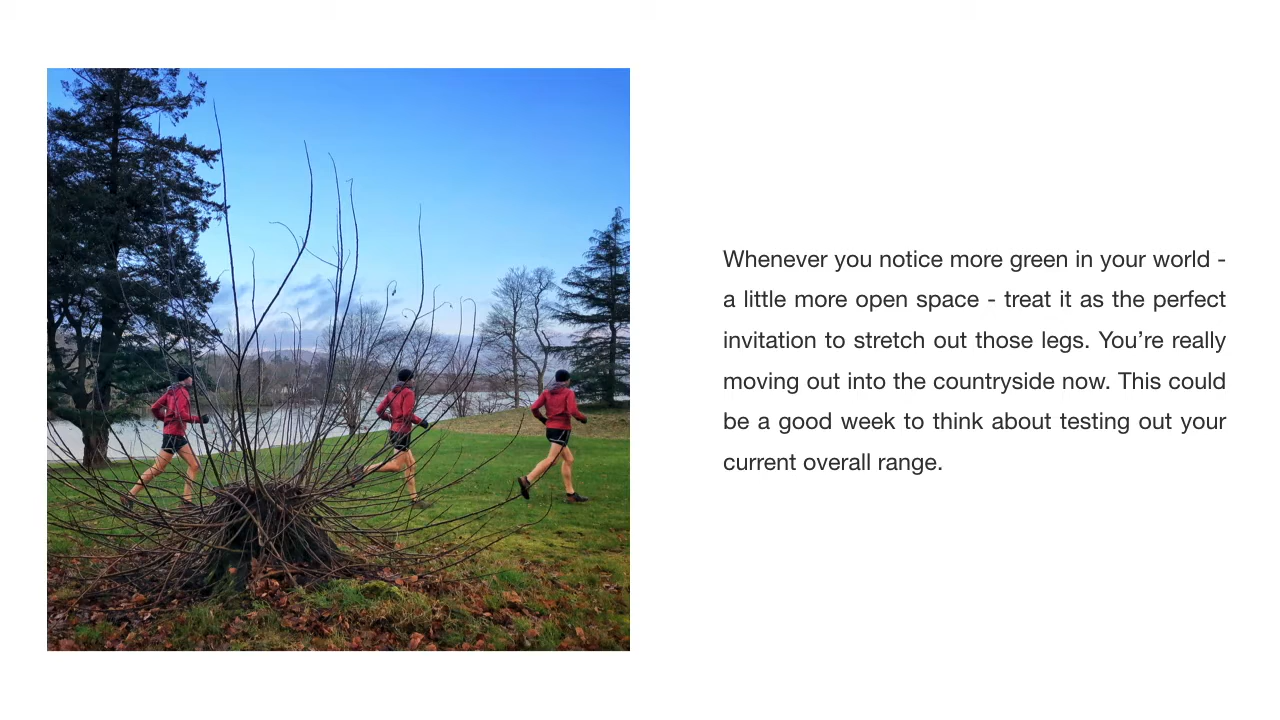 Whenever you notice more green in your world -
a little more open space - treat it as the perfect
invitation to stretch out those legs. You’re really
moving out into the countryside now. This could
be a good week to think about testing out your
current overall range.